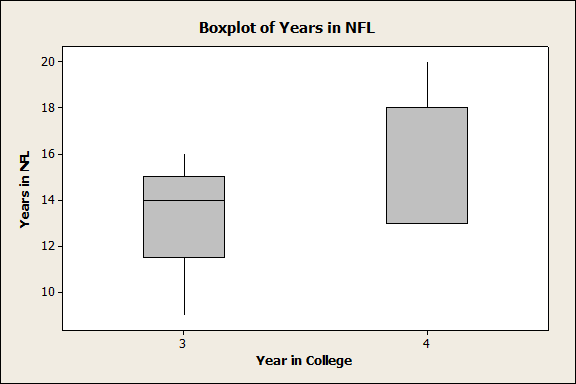 Boxplot of Years in NFL
20
18
16
14
12
10
Years in NFL
3 4
Year in College